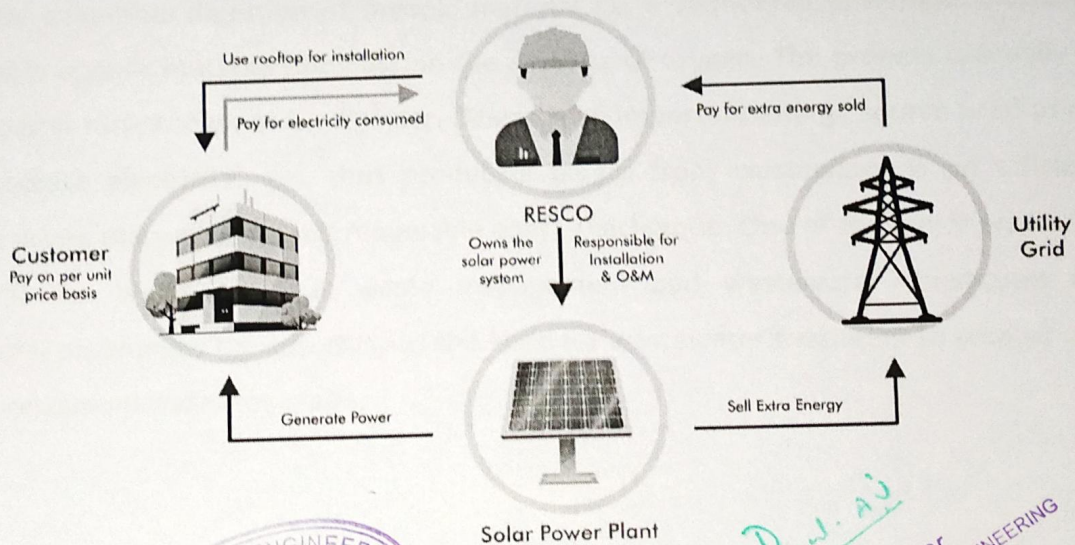 Use rooftop for installation
Pay for electricity consumed
Pay for extra energy sold
RESCO
Owns the
solar power
system
Responsible for
Installation
& O&M
Customer
Pay on per unit
price basis
Utility
Grid
Generate Power
Sell Extra Energy
Solar Power Plant